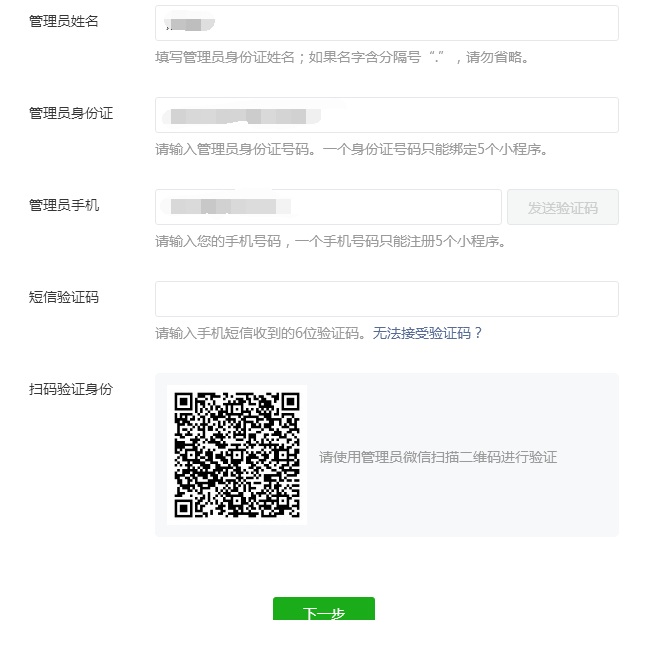 管理员姓名
填写管理员身份证姓名；如果名字含分隔号“.”，请勿省略。
管理员身份证
请输入管理员身份证号码。一个身份证号码只能绑定5个小程序。
管理员手机
发送验证码
请输入您的手机号码，一个手机号码只能注册5个小程序。
短信验证码
请输入手机短信收到的6位验证码。无法接受验证码？
扫码验证身份
请使用管理员微信扫描二维码进行验证
下一步